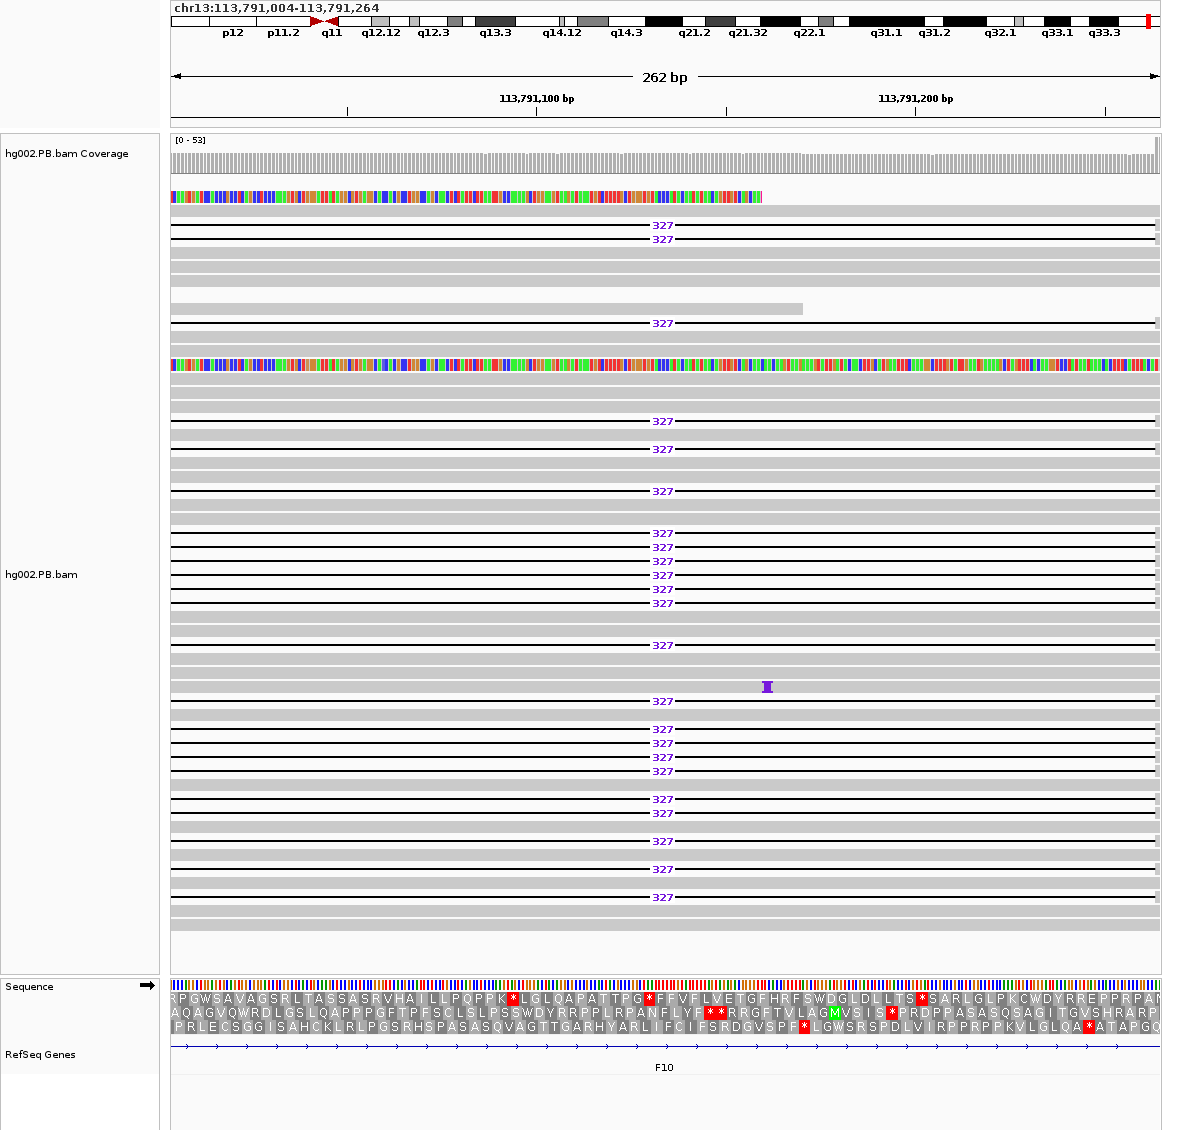 chr13:113,791,004-113,791,264
p12 p11.2 q11 q12.12 q12.3 q13.3 q14.12 q14.3 q21.2 q21.32 q22.1 q31.1 q31.2 q32.1 q33.1 q33.3
262 bp
113,791,100 bp 113,791,200 bp
[0 - 53]
hg002.PB.bam Coverage
327
327
327
327
327
327
327
327
327
327
hg002.PB.bam 327
327
327
327
327
327
327
327
327
327
327
327
327
327
Sequence
RPGWSAVAGSRLTASSASRVHAILLPQPPK*LGLQAPATTPG*FFVFLVETGFHRFSWDGLDLLTS*SARLGLPKCWDYRREPPRPAN
AQAGVQWRDLGSLQAPPPGFTPFSCLSLPSSWDYRRPPLRPANFLYF**RRGFTVLAGMVSIS*PRDPPASASQSAGITGVSHRARP
PRLECSGGISAHCKLRLPGSRHSPASASQVAGTTGARHYARLIFCIFSRDGVSPF*LGWSRSPDLVIRPPRPPKVLGLQA*ATAPGQ
RefSeq Genes
F10